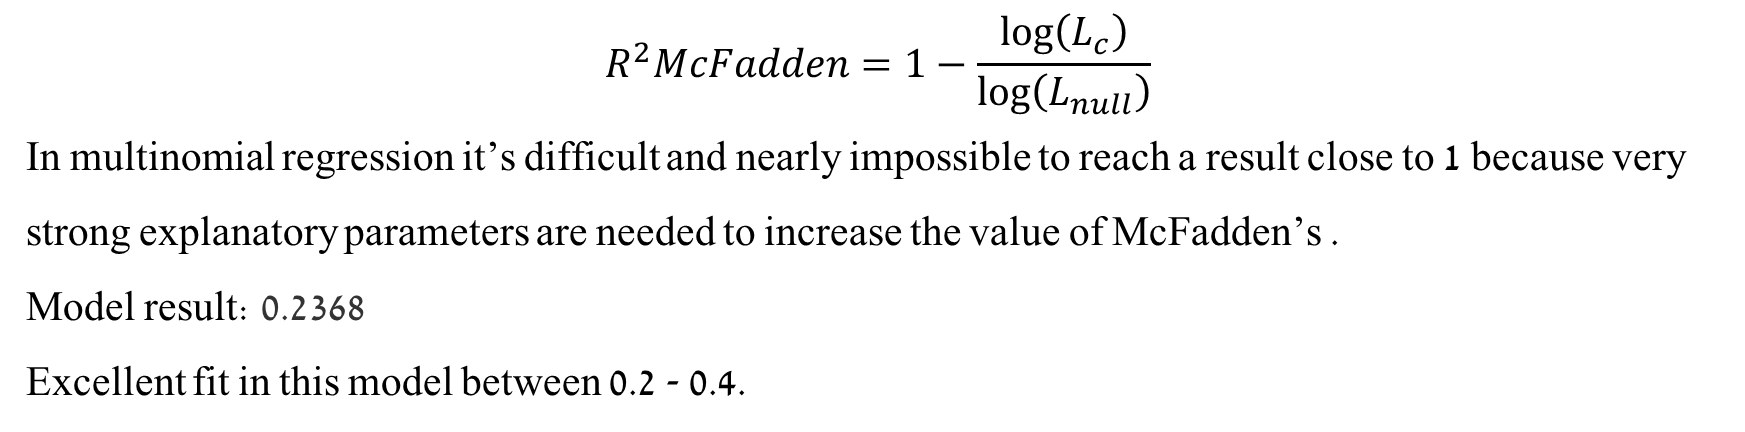 R²McFadden = 1 − log(L_c) / log(L_null)
In multinomial regression it’s difficult and nearly impossible to reach a result close to 1 because very
strong explanatory parameters are needed to increase the value of McFadden’s .
Model result: 0.2368
Excellent fit in this model between 0.2 - 0.4.